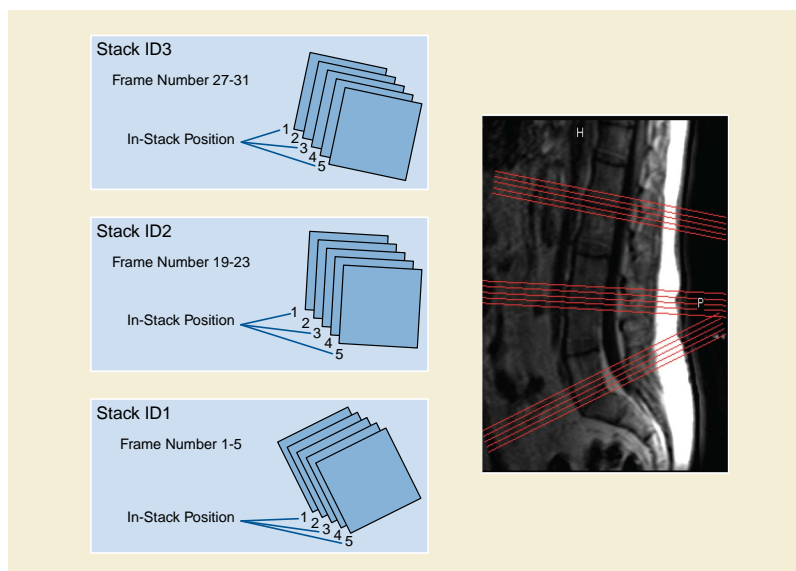 Stack ID3
Frame Number 27-31
In-Stack Position
1
2
3
4
5
Stack ID2
Frame Number 19-23
In-Stack Position
1
2
3
4
5
Stack ID1
Frame Number 1-5
In-Stack Position
1
2
3
4
5
H
P